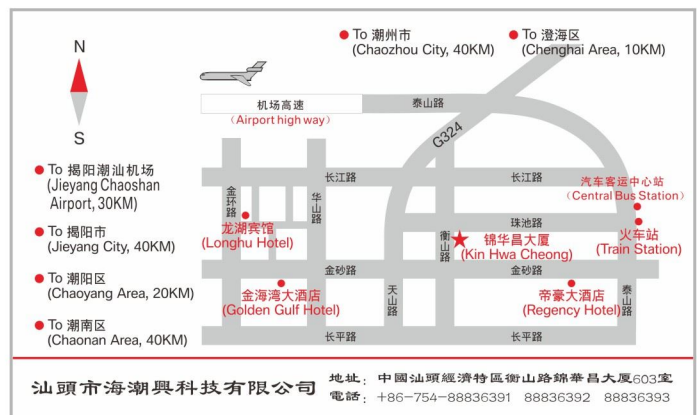 N
S
To 潮州市
(Chaozhou City, 40KM)
To 澄海区
(Chenghai Area, 10KM)
机场高速
（Airport high way）
泰山路
G324
To 揭阳潮汕机场
(Jieyang Chaoshan
Airport, 30KM)
To 揭阳市
(Jieyang City, 40KM)
To 潮阳区
(Chaoyang Area, 20KM)
To 潮南区
(Chaonan Area, 40KM)
长江路
长江路
金环路
华山路
汽车客运中心站
（Central Bus Station)
龙湖宾馆
(Longhu Hotel)
珠池路
衡山路
锦华昌大厦
(Kin Hwa Cheong)
火车站
(Train Station)
金砂路
金砂路
金海湾大酒店
(Golden Gulf Hotel)
天山路
帝豪大酒店
(Regency Hotel)
泰山路
长平路
长平路
汕頭市海潮興科技有限公司
地址：中國汕頭經濟特區衡山路錦華昌大厦603室
電話：+86-754-88836391 88836392 88836393